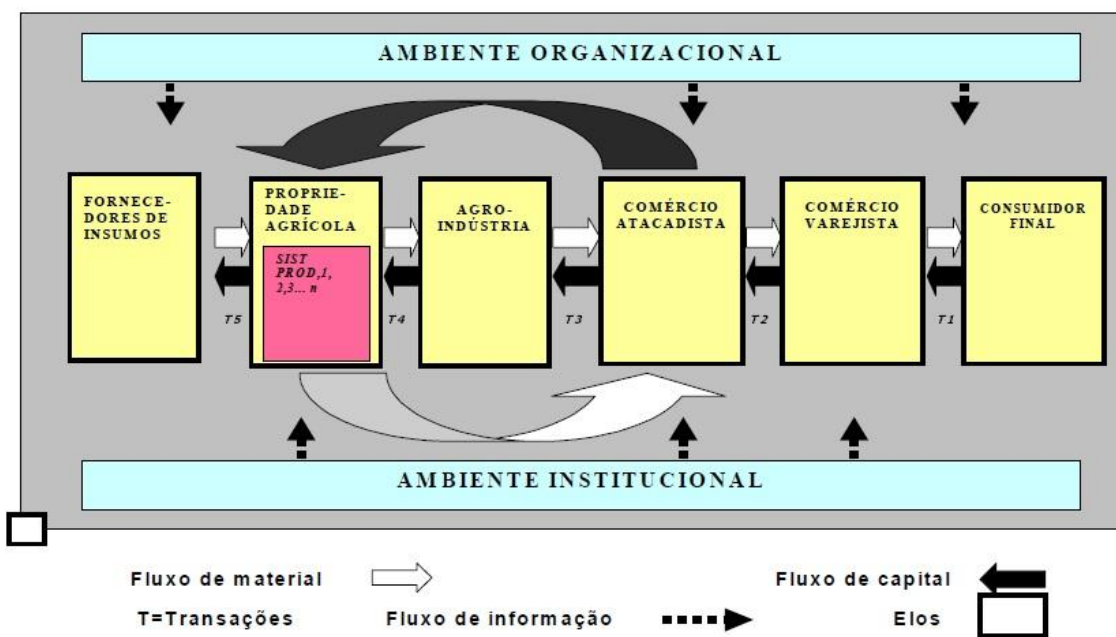 AMBIENTE ORGANIZACIONAL
FORNECE-
DORES DE
INSUMOS
PROPRIE-
DADE
AGRÍCOLA
SIST
PROD,1,
2,3... n
AGRO-
INDÚSTRIA
COMÉRCIO
ATACADISTA
COMÉRCIO
VAREJISTA
CONSUMIDOR
FINAL
T5
T4
T3
T2
T1
AMBIENTE INSTITUCIONAL
Fluxo de material
Fluxo de capital
T=Transações
Fluxo de informação
Elos